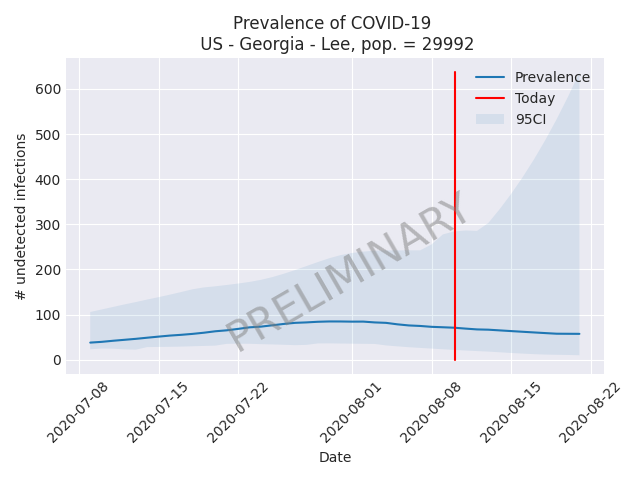 Prevalence of COVID-19
US - Georgia - Lee, pop. = 29992
Prevalence
Today
95CI
600
500
400
300
200
100
0
# undetected infections
PRELIMINARY
2020-07-08
2020-07-15
2020-07-22
2020-08-01
2020-08-08
2020-08-15
2020-08-22
Date